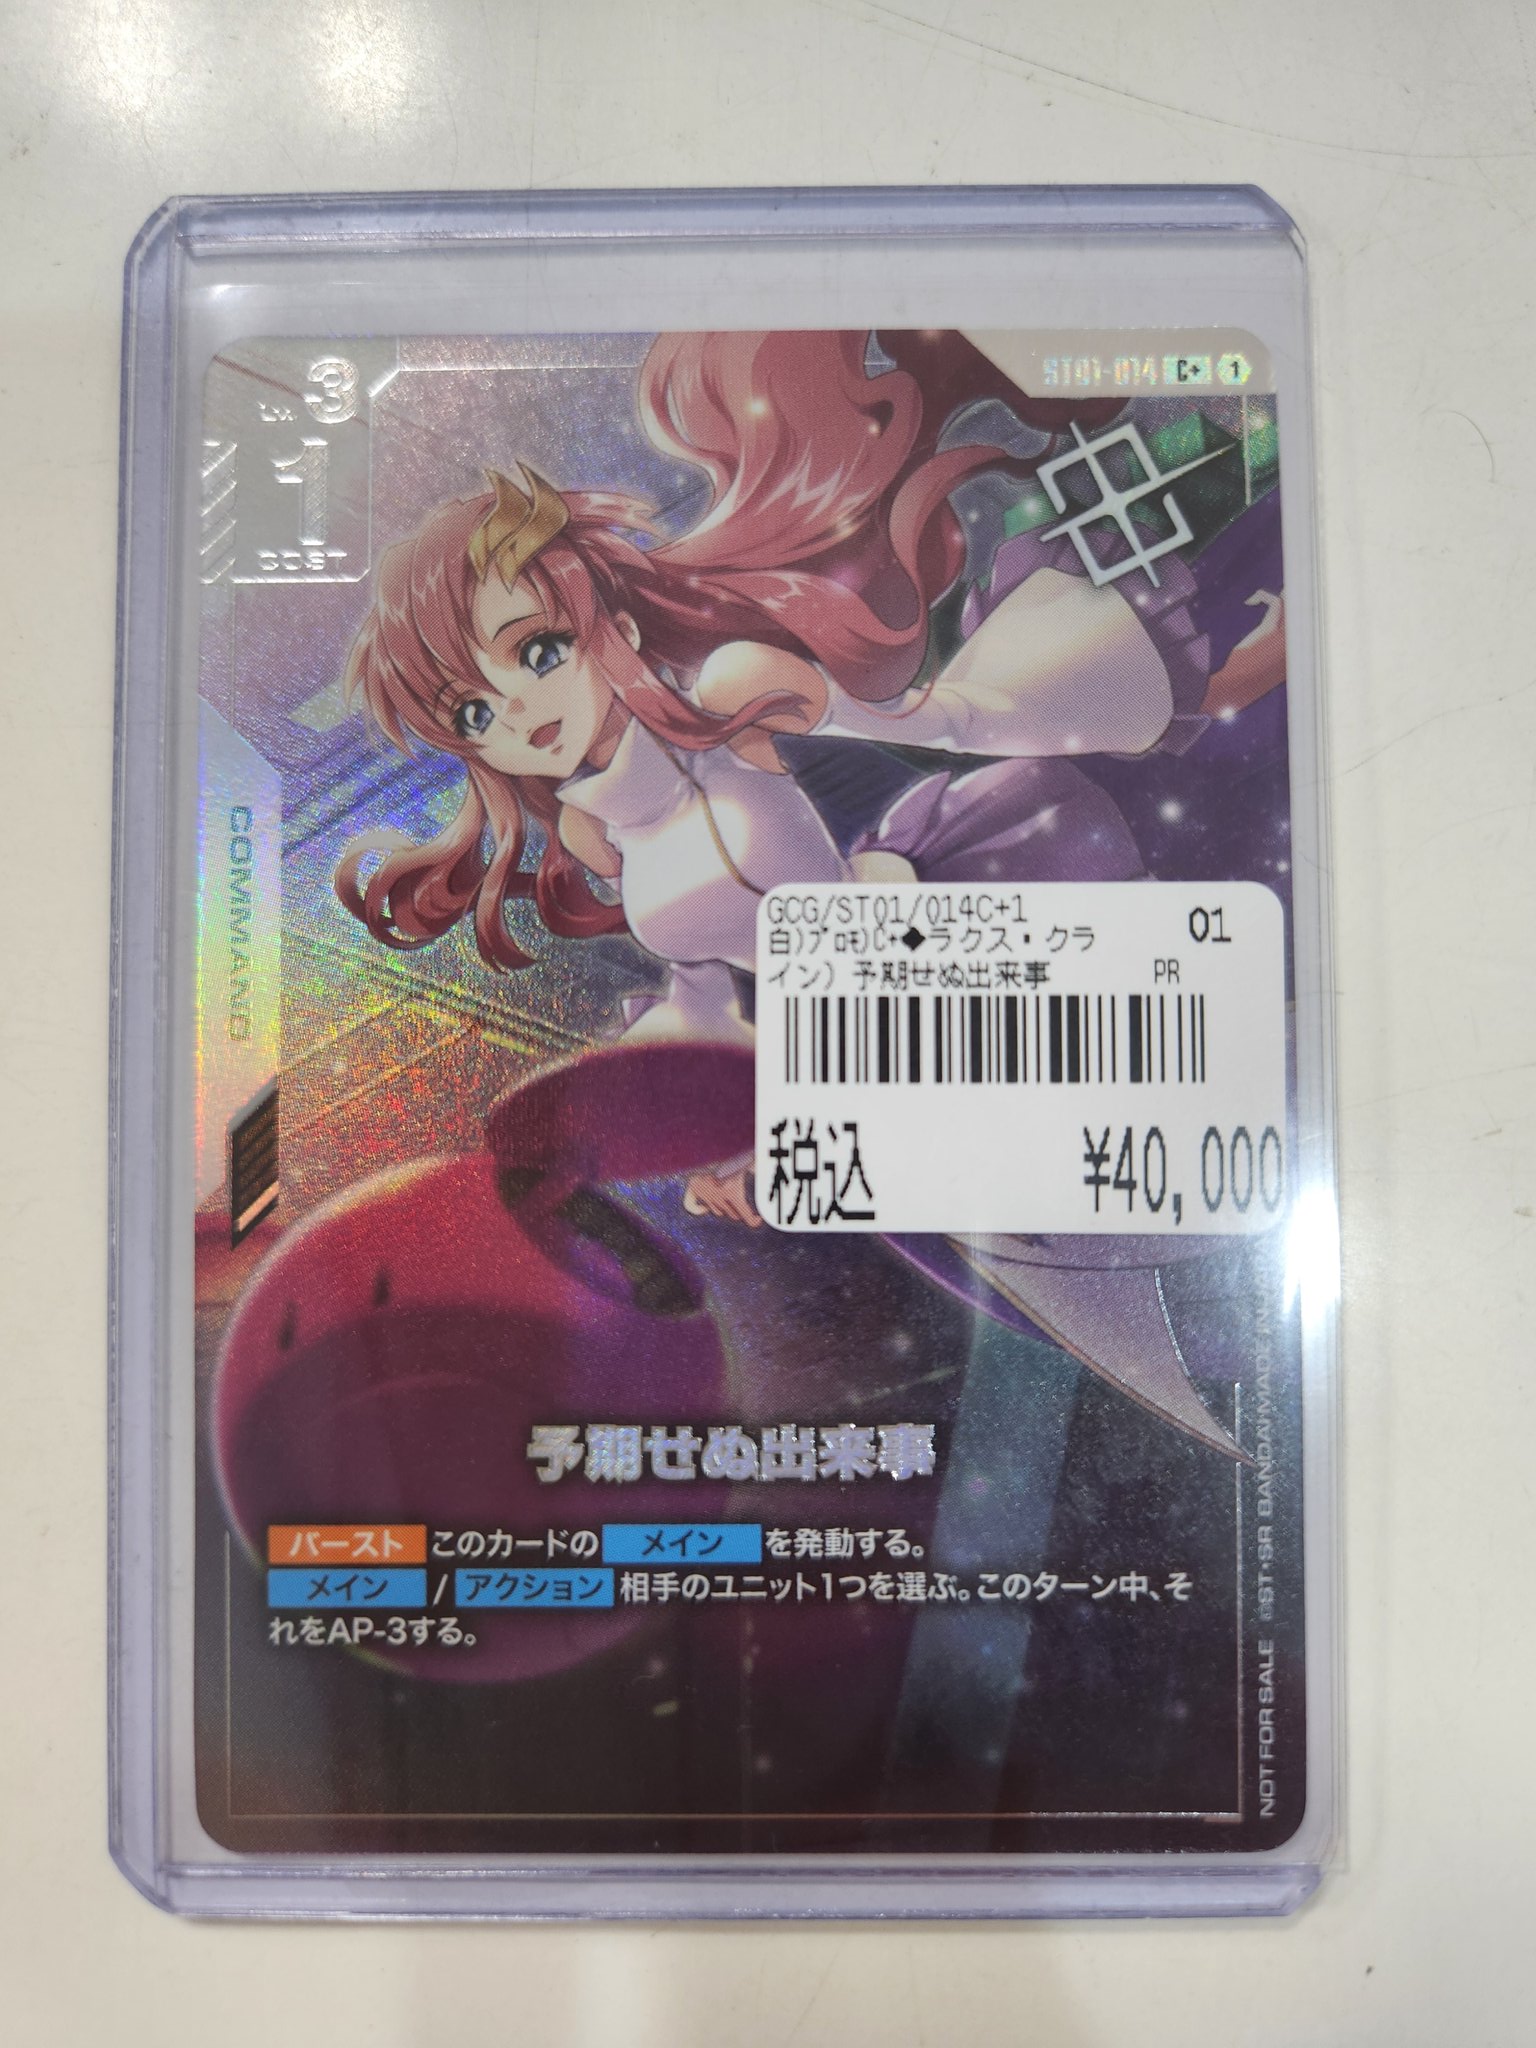 Lv. 3
1
COST
ST01-014 C+ 1
COMMAND
GCG/ST01/014C+1
01
白)ﾌﾟﾛﾓ)C+◆ラクス・クラ
イン) 予期せぬ出来事 PR
税込 ¥40,000
予期せぬ出来事
バースト このカードの メイン を発動する。
メイン / アクション 相手のユニット1つを選ぶ。このターン中、そ
れをAP-3する。
NOT FOR SALE ©ST・SR BANDAI/MADE IN